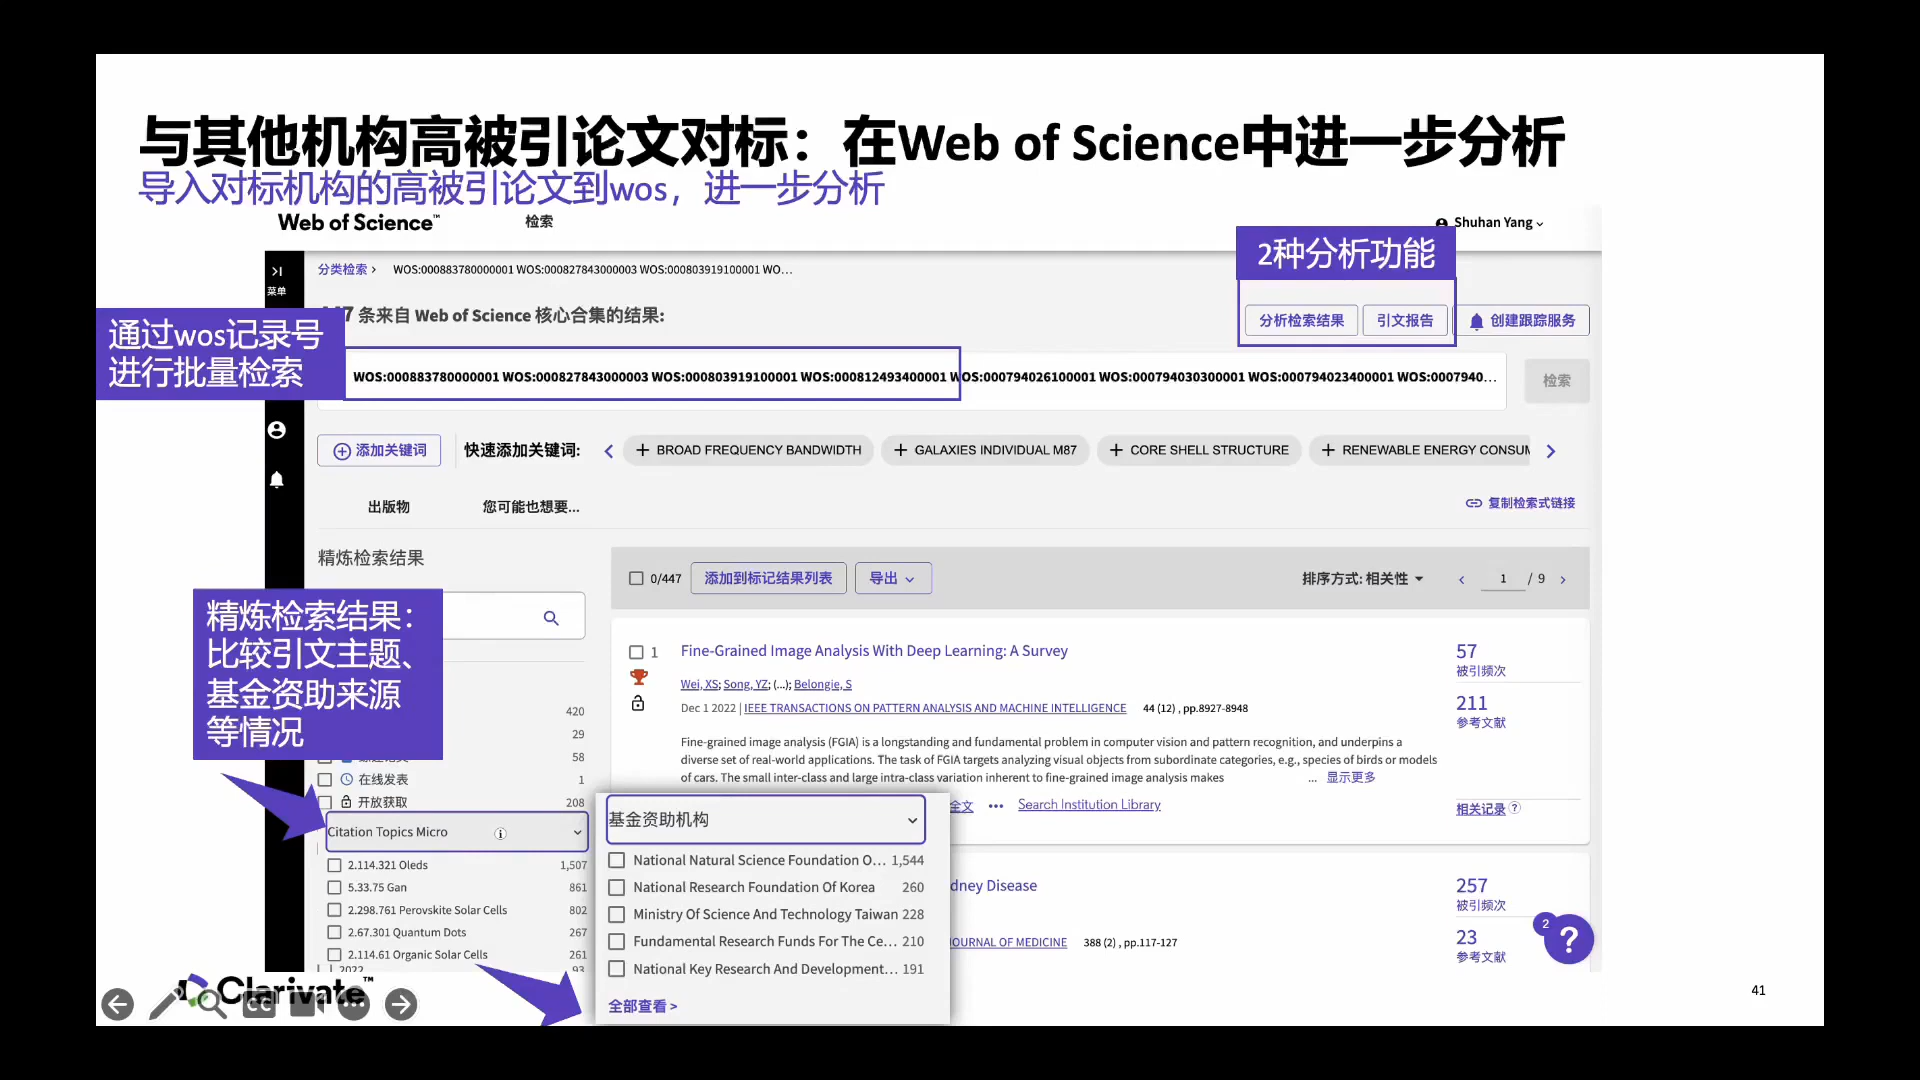 与其他机构高被引论文对标：在Web of Science中进一步分析
导入对标机构的高被引论文到wos，进一步分析
Web of Science™
检索
Shuhan Yang
2种分析功能
菜单
分类检索 >
WOS:000883780000001 WOS:000827843000003 WOS:000803919100001 WO...
7 条来自 Web of Science 核心合集的结果:
分析检索结果
引文报告
创建跟踪服务
通过wos记录号
进行批量检索
WOS:000883780000001 WOS:000827843000003 WOS:000803919100001 WOS:000812493400001 WOS:000794026100001 WOS:000794030300001 WOS:000794023400001 WOS:0007940...
检索
添加关键词
快速添加关键词:
+ BROAD FREQUENCY BANDWIDTH
+ GALAXIES INDIVIDUAL M87
+ CORE SHELL STRUCTURE
+ RENEWABLE ENERGY CONSUM
出版物
您可能也想要...
复制检索式链接
精炼检索结果
0/447
添加到标记结果列表
导出
排序方式: 相关性
1 / 9
精炼检索结果：
比较引文主题、
基金资助来源
等情况
420
29
58
在线发表 1
开放获取 208
Citation Topics Micro
2.114.321 Oleds 1,507
5.33.75 Gan 861
2.298.761 Perovskite Solar Cells 802
2.67.301 Quantum Dots 267
2.114.61 Organic Solar Cells 261
2022 93
1
Fine-Grained Image Analysis With Deep Learning: A Survey
Wei, XS; Song, YZ; (...); Belongie, S
Dec 1 2022 | IEEE TRANSACTIONS ON PATTERN ANALYSIS AND MACHINE INTELLIGENCE 44 (12) , pp.8927-8948
Fine-grained image analysis (FGIA) is a longstanding and fundamental problem in computer vision and pattern recognition, and underpins a
diverse set of real-world applications. The task of FGIA targets analyzing visual objects from subordinate categories, e.g., species of birds or models
of cars. The small inter-class and large intra-class variation inherent to fine-grained image analysis makes ... 显示更多
全文 ••• Search Institution Library
57
被引频次
211
参考文献
相关记录
基金资助机构
National Natural Science Foundation O... 1,544
National Research Foundation Of Korea 260
Ministry Of Science And Technology Taiwan 228
Fundamental Research Funds For The Ce... 210
National Key Research And Development... 191
全部查看 >
dney Disease
OURNAL OF MEDICINE 388 (2) , pp.117-127
257
被引频次
23
参考文献
2
?
Clarivate™
CC
41